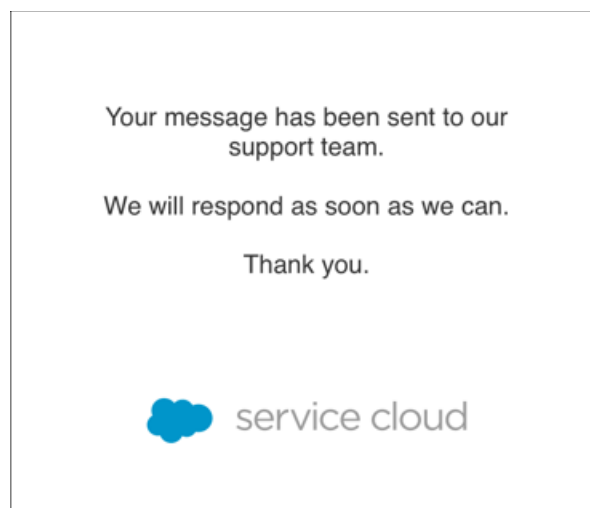 Your message has been sent to our
support team.
We will respond as soon as we can.
Thank you.
service cloud